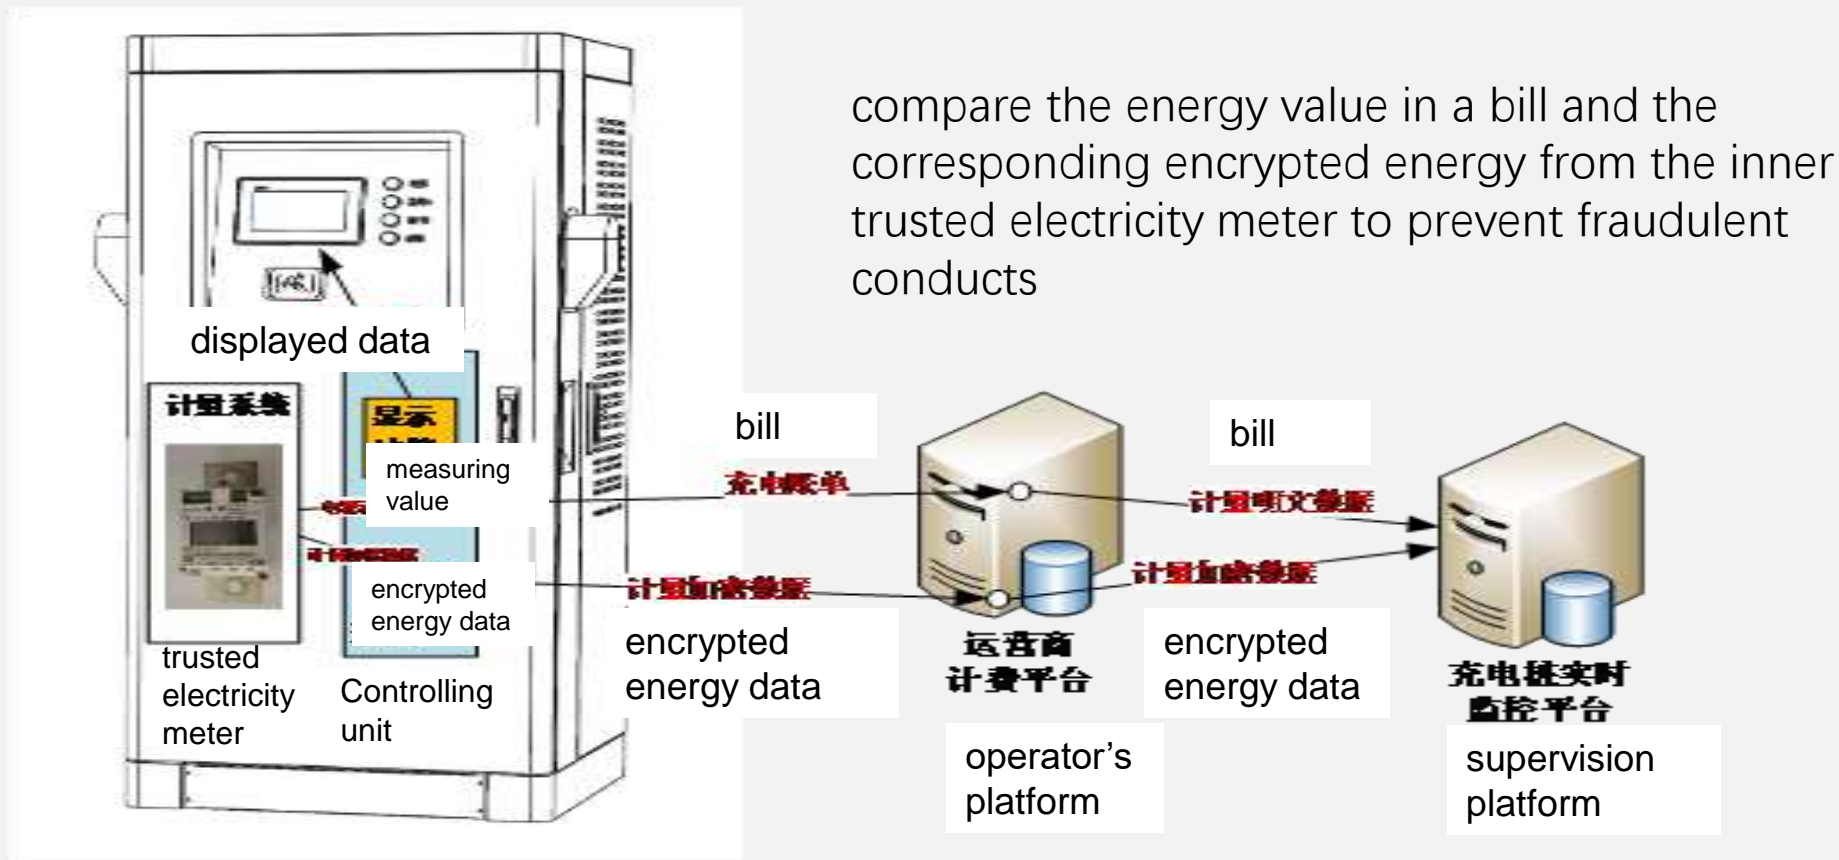 compare the energy value in a bill and the
corresponding encrypted energy from the inner
trusted electricity meter to prevent fraudulent
conducts
displayed data
计量系统
显示
measuring
value
encrypted
energy data
trusted
electricity
meter
Controlling
unit
bill
充电账单
计量加密数据
encrypted
energy data
运营商
计费平台
operator’s
platform
bill
计量明文数据
计量加密数据
encrypted
energy data
充电桩实时
监控平台
supervision
platform